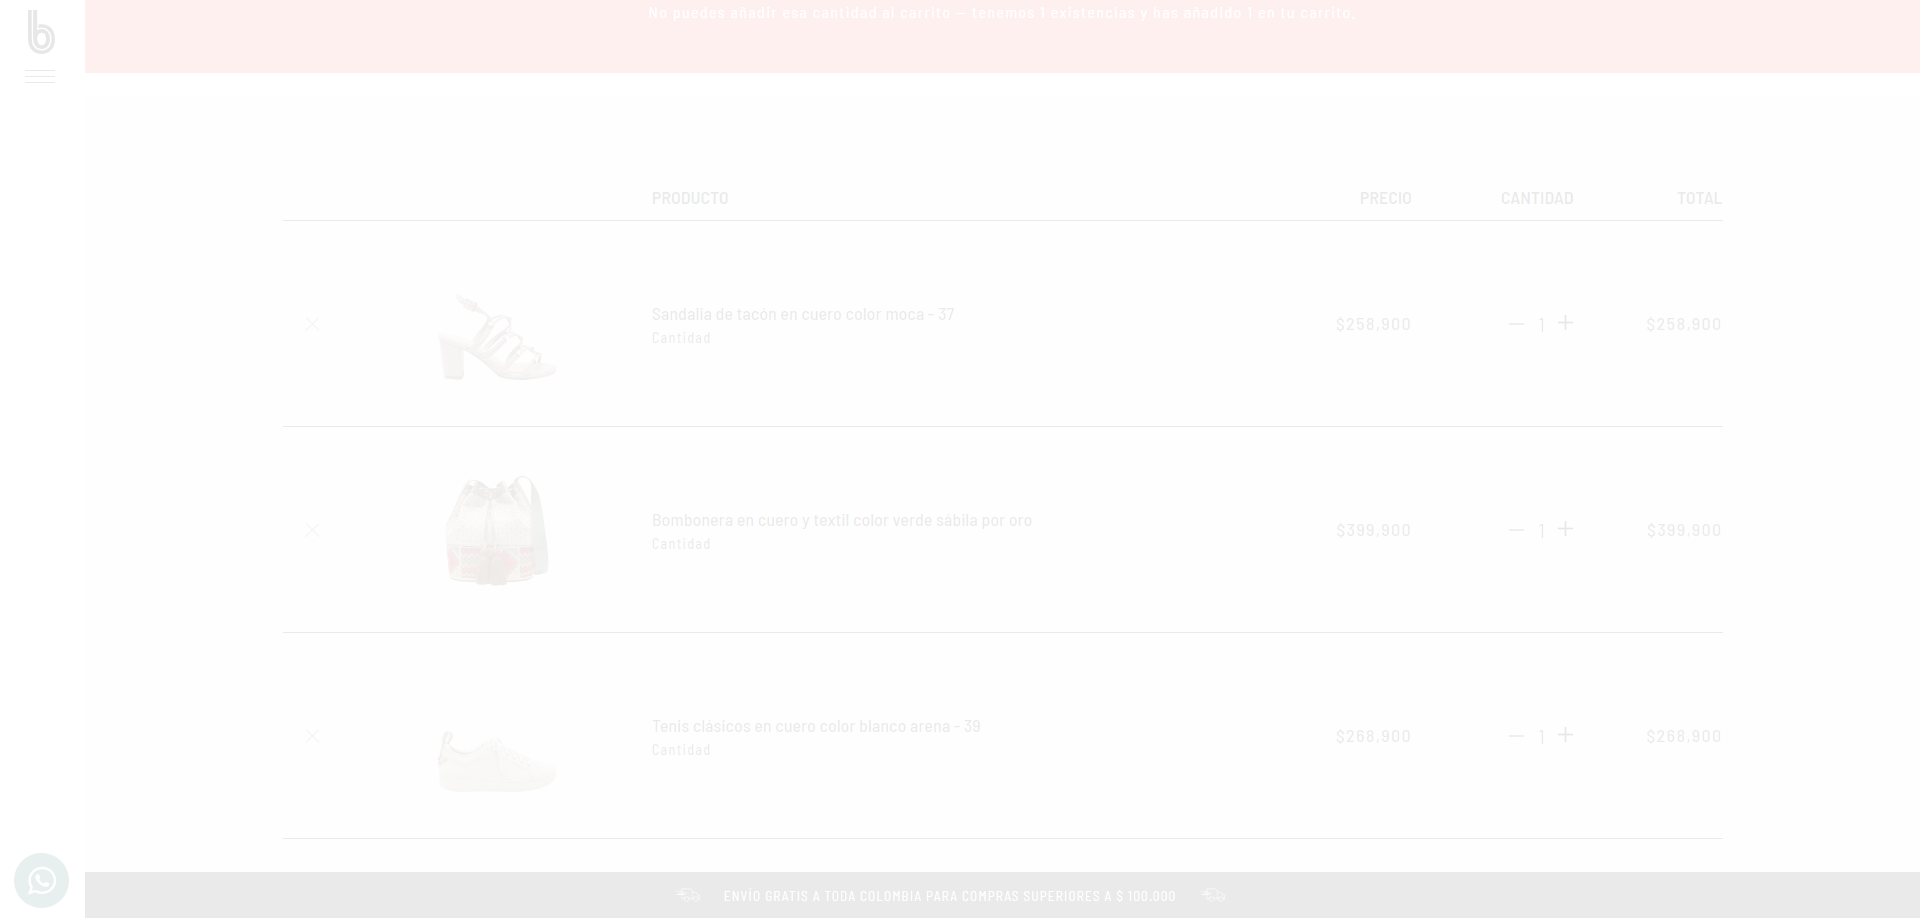 No puedes añadir esa cantidad al carrito — tenemos 1 existencias y has añadido 1 en tu carrito.
b
PRODUCTO PRECIO CANTIDAD TOTAL
Sandalia de tacón en cuero color moca - 37
Cantidad
$258,900 — 1 + $258,900
Bombonera en cuero y textil color verde sábila por oro
Cantidad
$399,900 — 1 + $399,900
Tenis clásicos en cuero color blanco arena - 39
Cantidad
$268,900 — 1 + $268,900
ENVÍO GRATIS A TODA COLOMBIA PARA COMPRAS SUPERIORES A $ 100.000